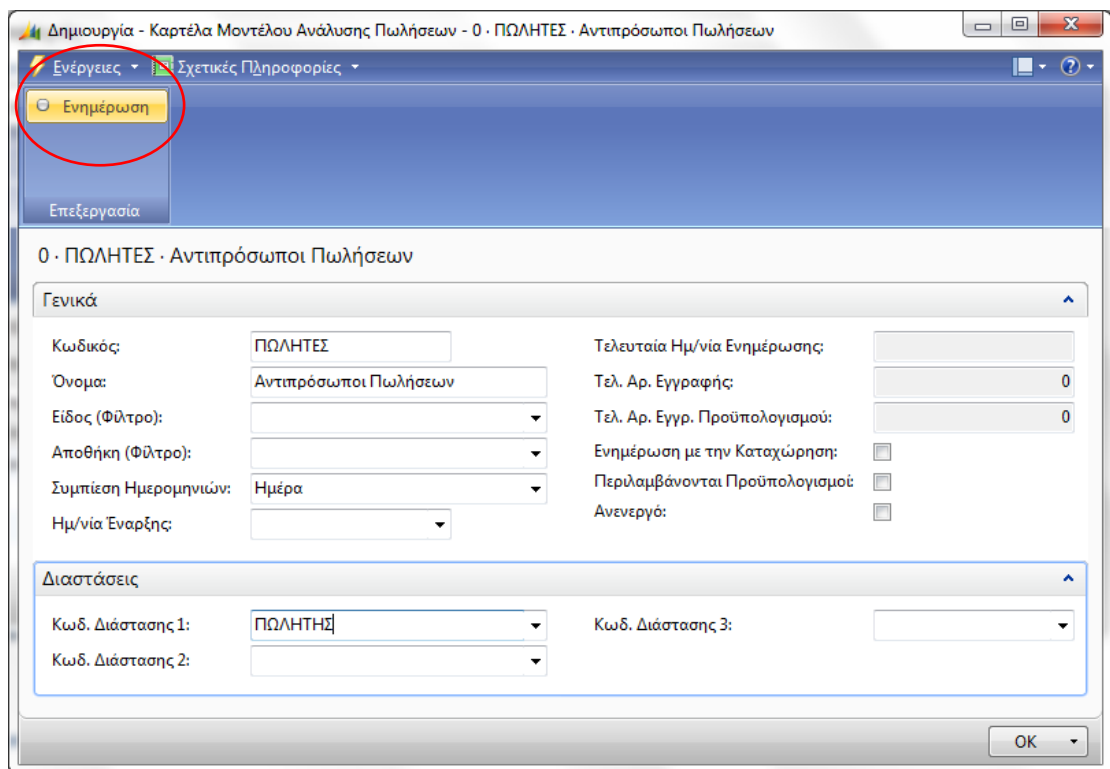 Δημιουργία - Καρτέλα Μοντέλου Ανάλυσης Πωλήσεων - 0 · ΠΩΛΗΤΕΣ · Αντιπρόσωποι Πωλήσεων
Ενέργειες Σχετικές Πληροφορίες
Ενημέρωση
Επεξεργασία
0 · ΠΩΛΗΤΕΣ · Αντιπρόσωποι Πωλήσεων
Γενικά
Κωδικός: ΠΩΛΗΤΕΣ Τελευταία Ημ/νία Ενημέρωσης:
Όνομα: Αντιπρόσωποι Πωλήσεων Τελ. Αρ. Εγγραφής: 0
Είδος (Φίλτρο): Τελ. Αρ. Εγγρ. Προϋπολογισμού: 0
Αποθήκη (Φίλτρο): Ενημέρωση με την Καταχώρηση:
Συμπίεση Ημερομηνιών: Ημέρα Περιλαμβάνονται Προϋπολογισμοί:
Ημ/νία Έναρξης: Ανενεργό:
Διαστάσεις
Κωδ. Διάστασης 1: ΠΩΛΗΤΗΣ Κωδ. Διάστασης 3:
Κωδ. Διάστασης 2:
OK